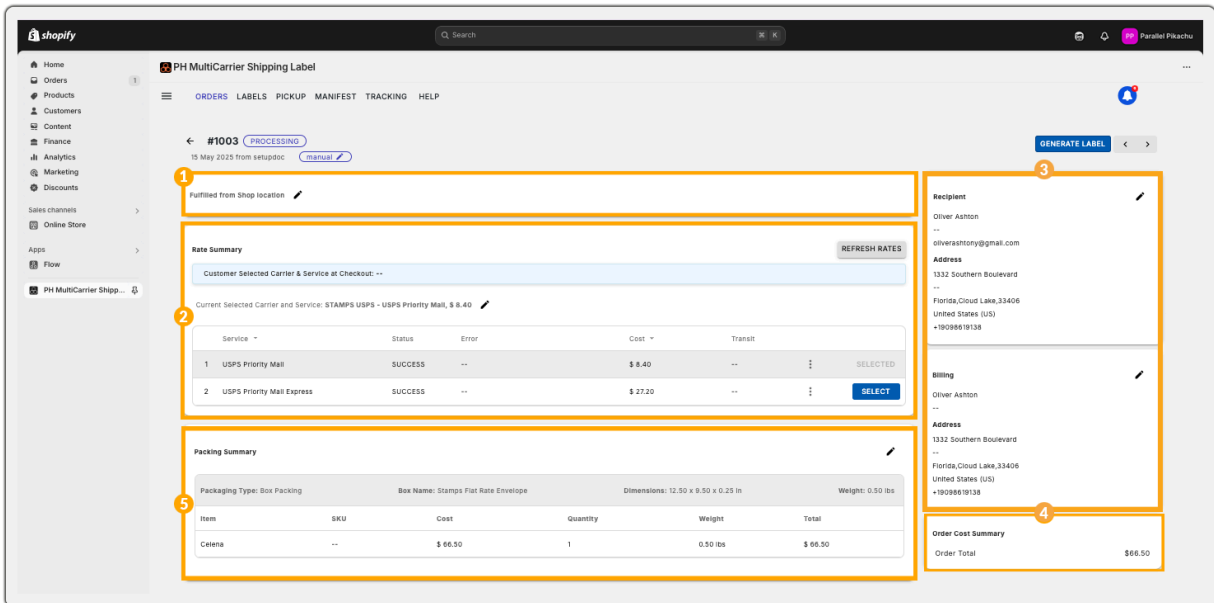 shopify
Search
⌘ K
PP Parallel Pikachu
Home
Orders 1
Products
Customers
Content
Finance
Analytics
Marketing
Discounts
Sales channels
Online Store
Apps
Flow
PH MultiCarrier Shipp...
PH MultiCarrier Shipping Label
ORDERS LABELS PICKUP MANIFEST TRACKING HELP
#1003 PROCESSING
15 May 2025 from setupdoc manual
GENERATE LABEL
1
Fulfilled from Shop location
2
Rate Summary
REFRESH RATES
Customer Selected Carrier & Service at Checkout: --
Current Selected Carrier and Service: STAMPS USPS - USPS Priority Mail, $ 8.40
Service Status Error Cost Transit
1 USPS Priority Mail SUCCESS -- $ 8.40 -- SELECTED
2 USPS Priority Mail Express SUCCESS -- $ 27.20 -- SELECT
5
Packing Summary
Packaging Type: Box Packing Box Name: Stamps Flat Rate Envelope Dimensions: 12.50 x 9.50 x 0.25 in Weight: 0.50 lbs
Item SKU Cost Quantity Weight Total
Celena -- $ 66.50 1 0.50 lbs $ 66.50
3
Recipient
Oliver Ashton
--
oliverashtony@gmail.com
Address
1332 Southern Boulevard
--
Florida,Cloud Lake,33406
United States (US)
+19098619138
Billing
Oliver Ashton
--
Address
1332 Southern Boulevard
--
Florida,Cloud Lake,33406
United States (US)
+19098619138
4
Order Cost Summary
Order Total $66.50